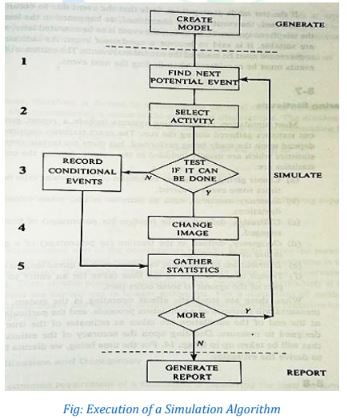 CREATE
MODEL
GENERATE
1
FIND NEXT
POTENTIAL EVENT
2
SELECT
ACTIVITY
3
RECORD
CONDITIONAL
EVENTS
N
TEST
IF IT CAN
BE DONE
Y
SIMULATE
4
CHANGE
IMAGE
5
GATHER
STATISTICS
MORE
Y
N
GENERATE
REPORT
REPORT
Fig: Execution of a Simulation Algorithm